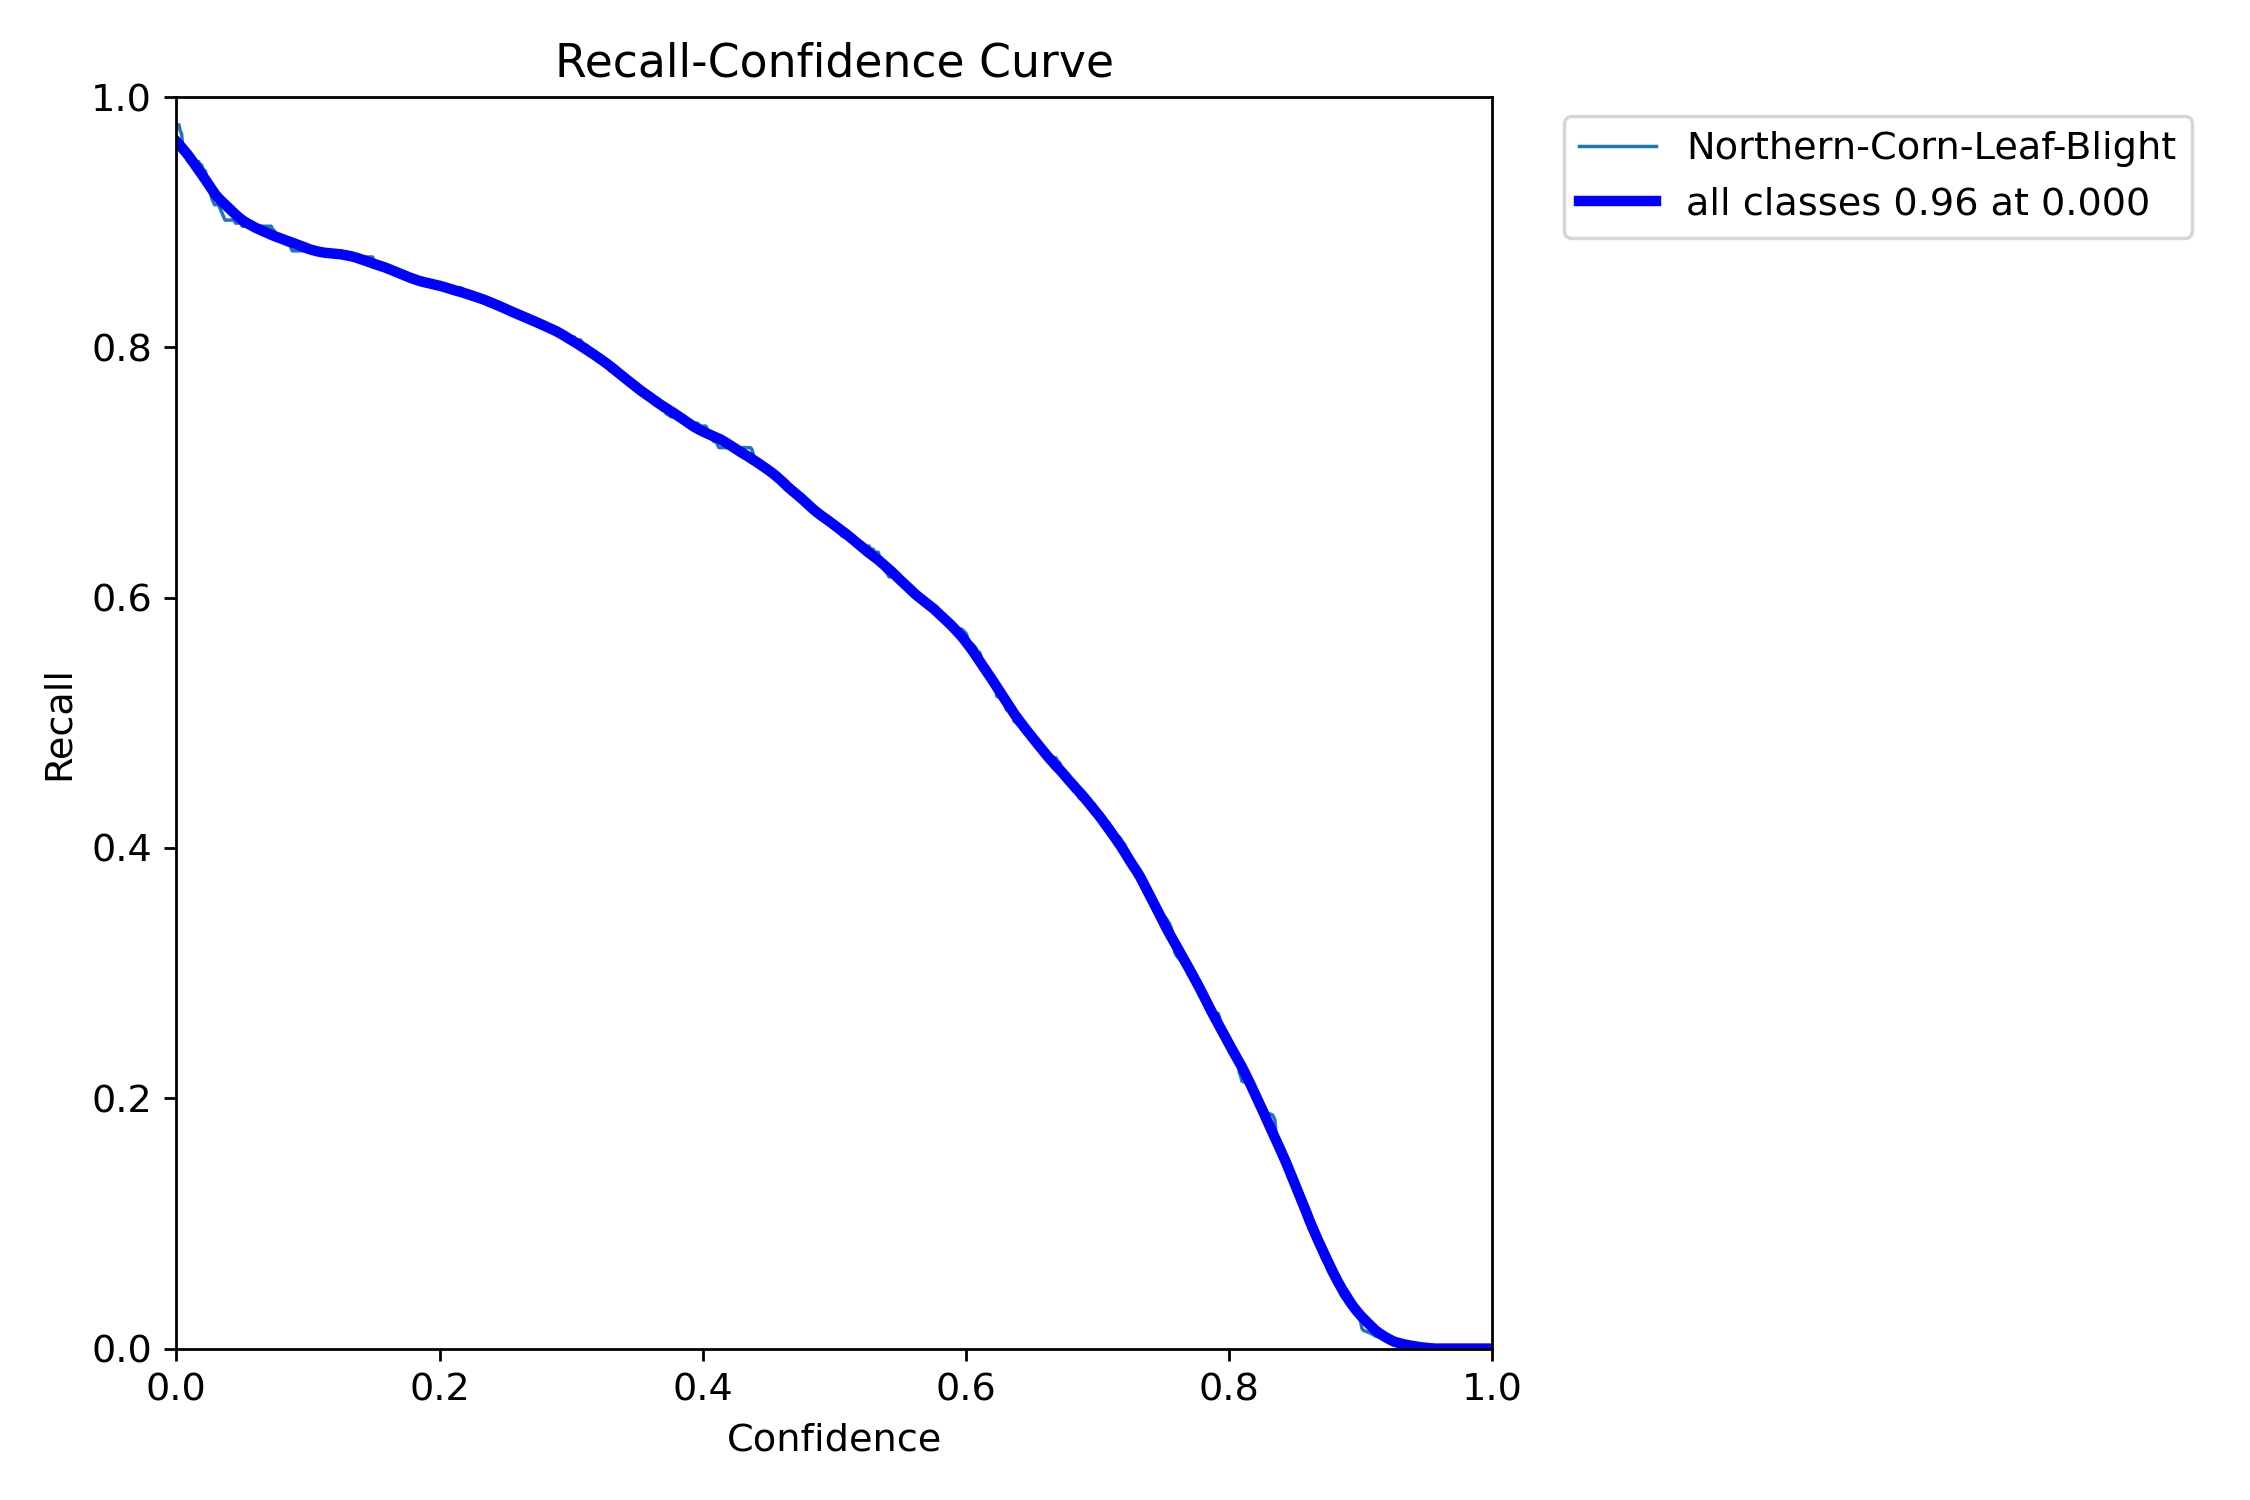 Recall-Confidence Curve
1.0
0.8
0.6
0.4
0.2
0.0
Recall
0.0 0.2 0.4 0.6 0.8 1.0
Confidence
Northern-Corn-Leaf-Blight
all classes 0.96 at 0.000